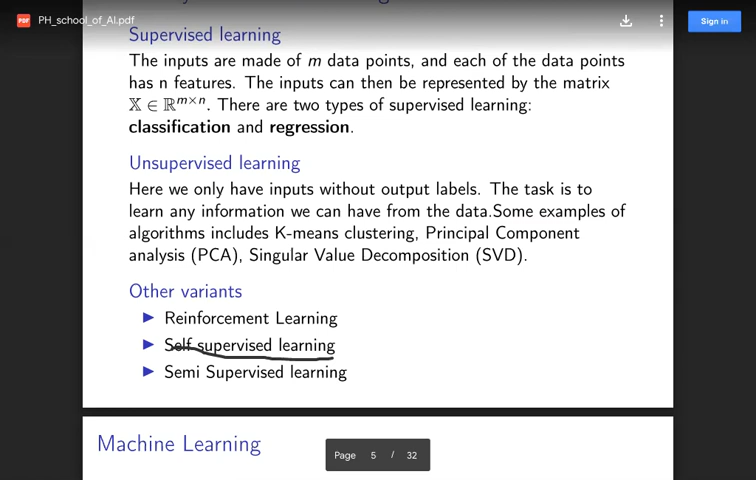 PH_school_of_AI.pdf
Sign in
Supervised learning
The inputs are made of m data points, and each of the data points
has n features. The inputs can then be represented by the matrix
𝕏 ∈ ℝᵐˣⁿ. There are two types of supervised learning:
classification and regression.
Unsupervised learning
Here we only have inputs without output labels. The task is to
learn any information we can have from the data.Some examples of
algorithms includes K-means clustering, Principal Component
analysis (PCA), Singular Value Decomposition (SVD).
Other variants
▶ Reinforcement Learning
▶ Self supervised learning
▶ Semi Supervised learning
Machine Learning
Page 5 / 32